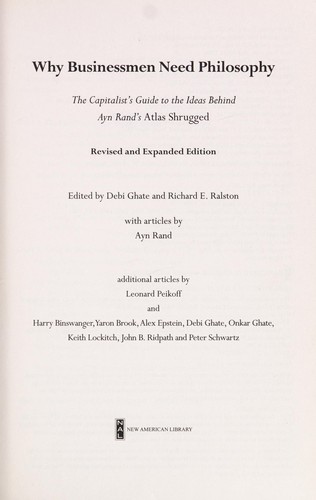 Why Businessmen Need Philosophy
The Capitalist's Guide to the Ideas Behind
Ayn Rand's Atlas Shrugged
Revised and Expanded Edition
Edited by Debi Ghate and Richard E. Ralston
with articles by
Ayn Rand
additional articles by
Leonard Peikoff
and
Harry Binswanger, Yaron Brook, Alex Epstein, Debi Ghate, Onkar Ghate,
Keith Lockitch, John B. Ridpath and Peter Schwartz
NAL NEW AMERICAN LIBRARY